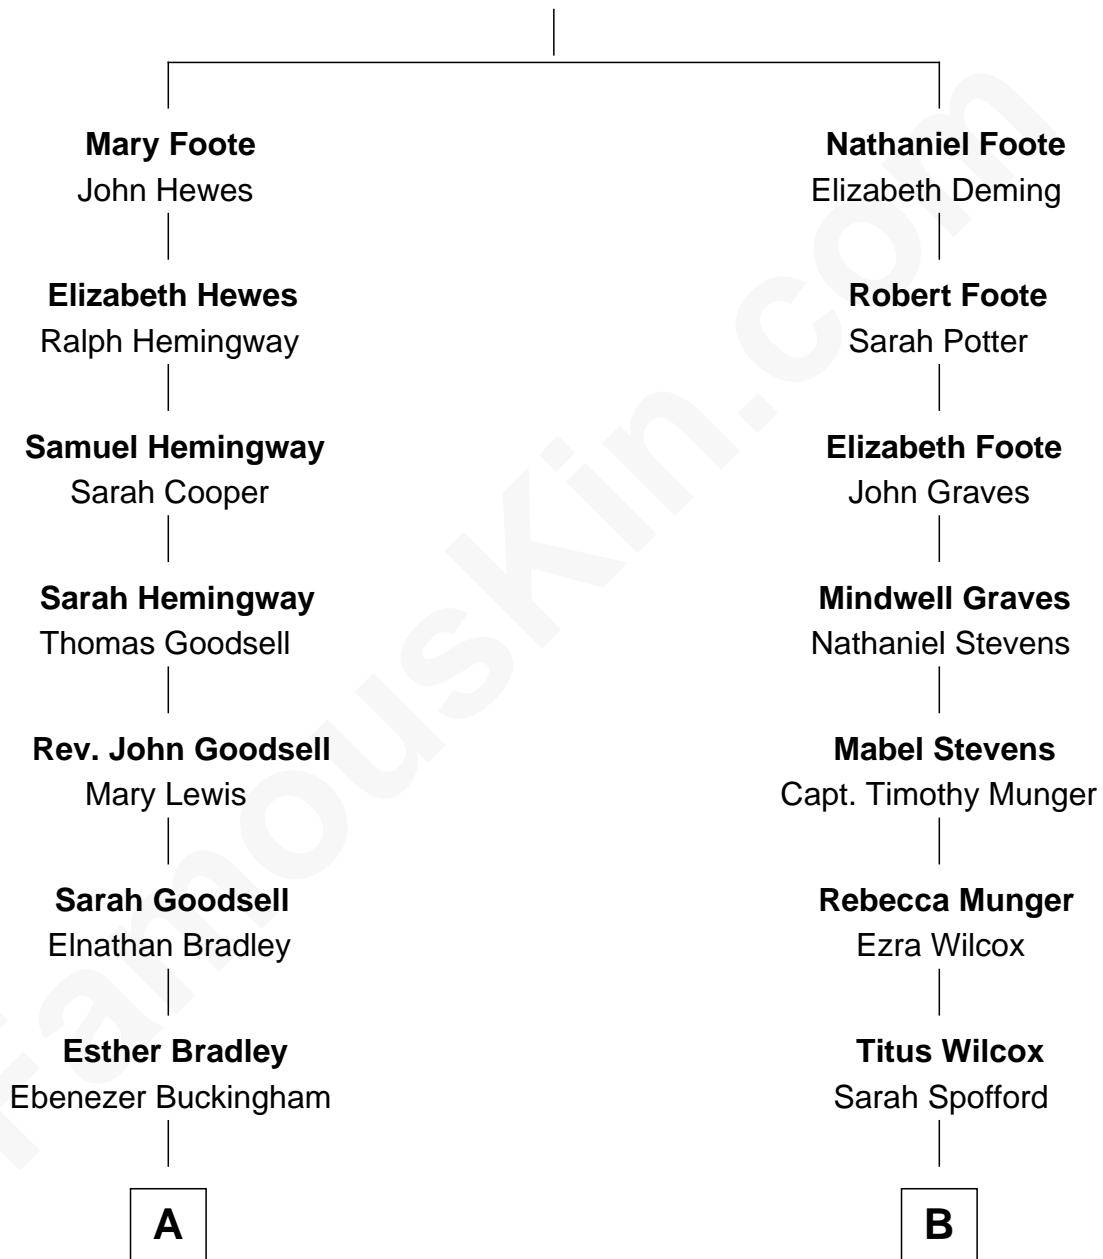 Mary Foote
John Hewes
Nathaniel Foote
Elizabeth Deming
Elizabeth Hewes
Ralph Hemingway
Robert Foote
Sarah Potter
Samuel Hemingway
Sarah Cooper
Elizabeth Foote
John Graves
Sarah Hemingway
Thomas Goodsell
Mindwell Graves
Nathaniel Stevens
Rev. John Goodsell
Mary Lewis
Mabel Stevens
Capt. Timothy Munger
Sarah Goodsell
Elnathan Bradley
Rebecca Munger
Ezra Wilcox
Esther Bradley
Ebenezer Buckingham
Titus Wilcox
Sarah Spofford
A
B
FamousKin.com